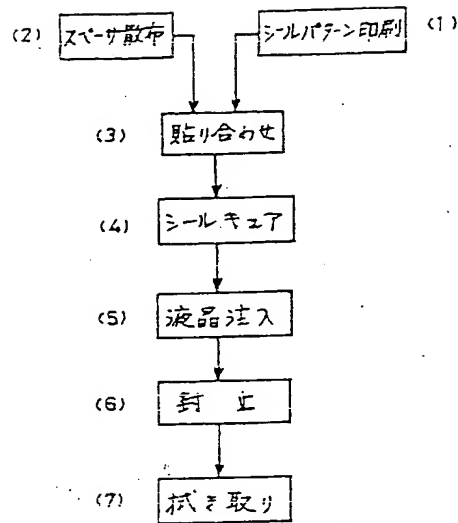 (2) スペーサ散布 シールパターン印刷 (1)
(3) 貼り合わせ
(4) シールキュア
(5) 液晶注入
(6) 封止
(7) 拭き取り